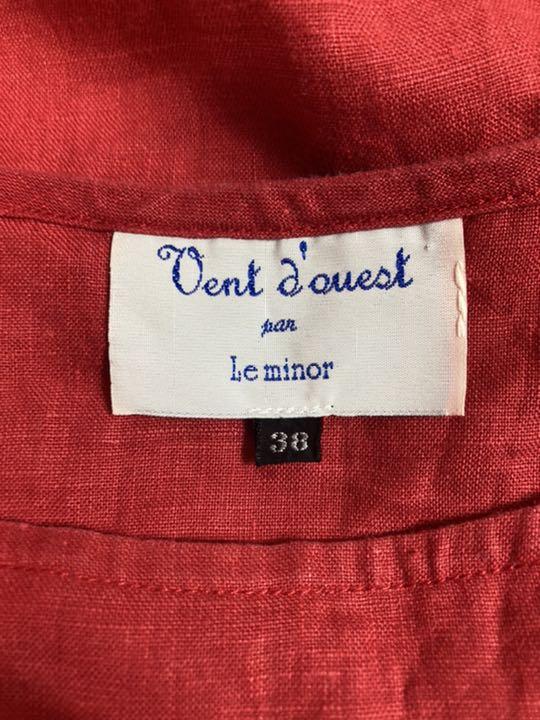 Vent d'ouest
par
Le minor
38